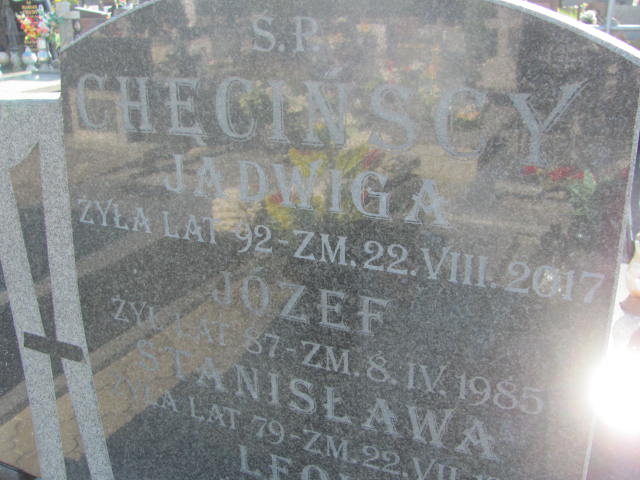 Ś.P.
CHĘCIŃSCY
JADWIGA
ŻYŁA LAT 92-ZM. 22. VIII. 2017
JÓZEF
ŻYŁ LAT 87-ZM. 8. IV. 1985
STANISŁAWA
ŻYŁA LAT 79-ZM. 22. VII.